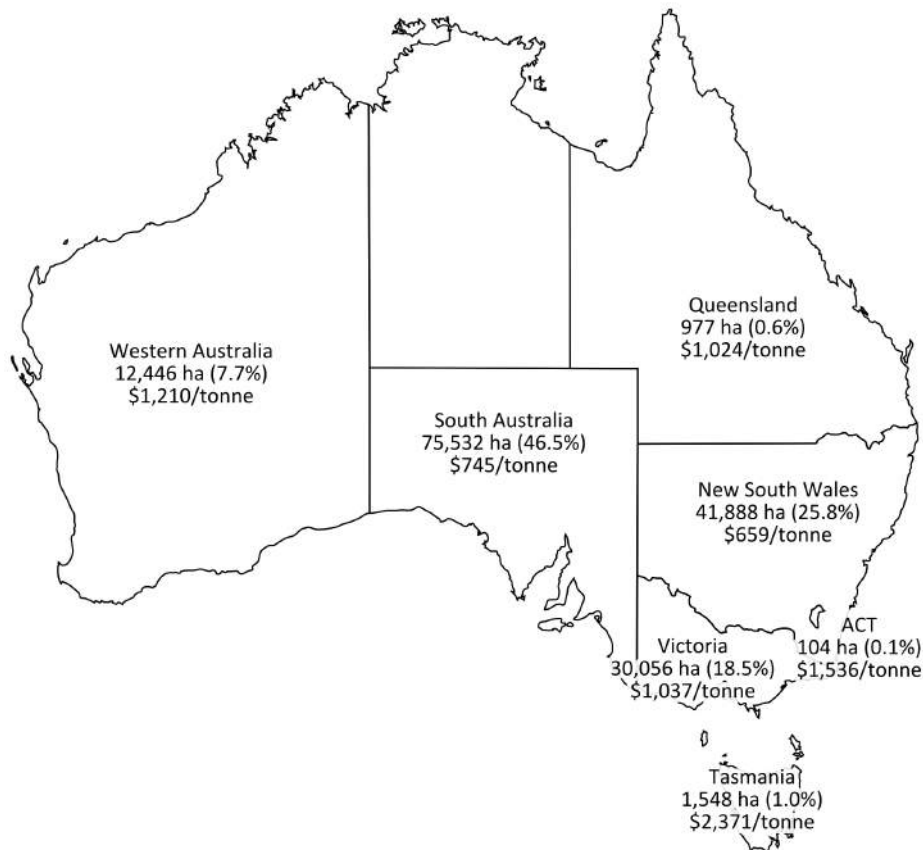 Queensland
977 ha (0.6%)
$1,024/tonne
Western Australia
12,446 ha (7.7%)
$1,210/tonne
South Australia
75,532 ha (46.5%)
$745/tonne
New South Wales
41,888 ha (25.8%)
$659/tonne
ACT
104 ha (0.1%)
$1,536/tonne
Victoria
30,056 ha (18.5%)
$1,037/tonne
Tasmania
1,548 ha (1.0%)
$2,371/tonne